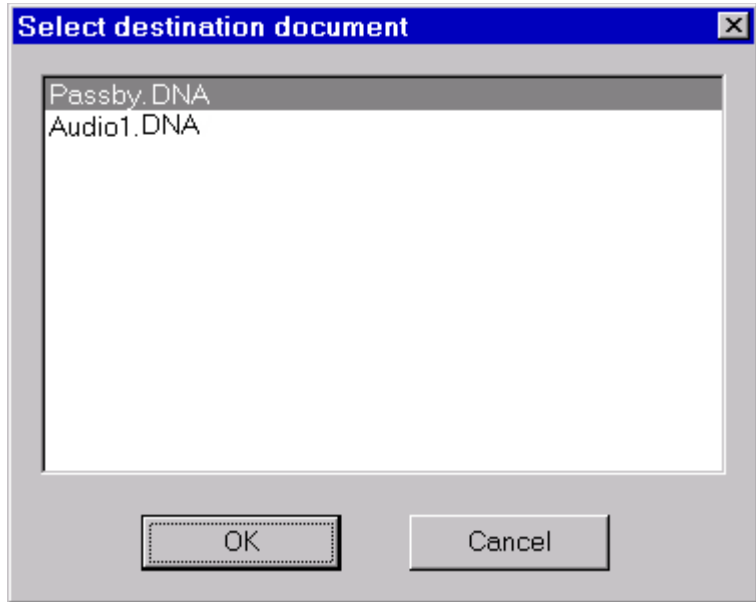 Select destination document
Passby.DNA
Audio1.DNA
OK
Cancel